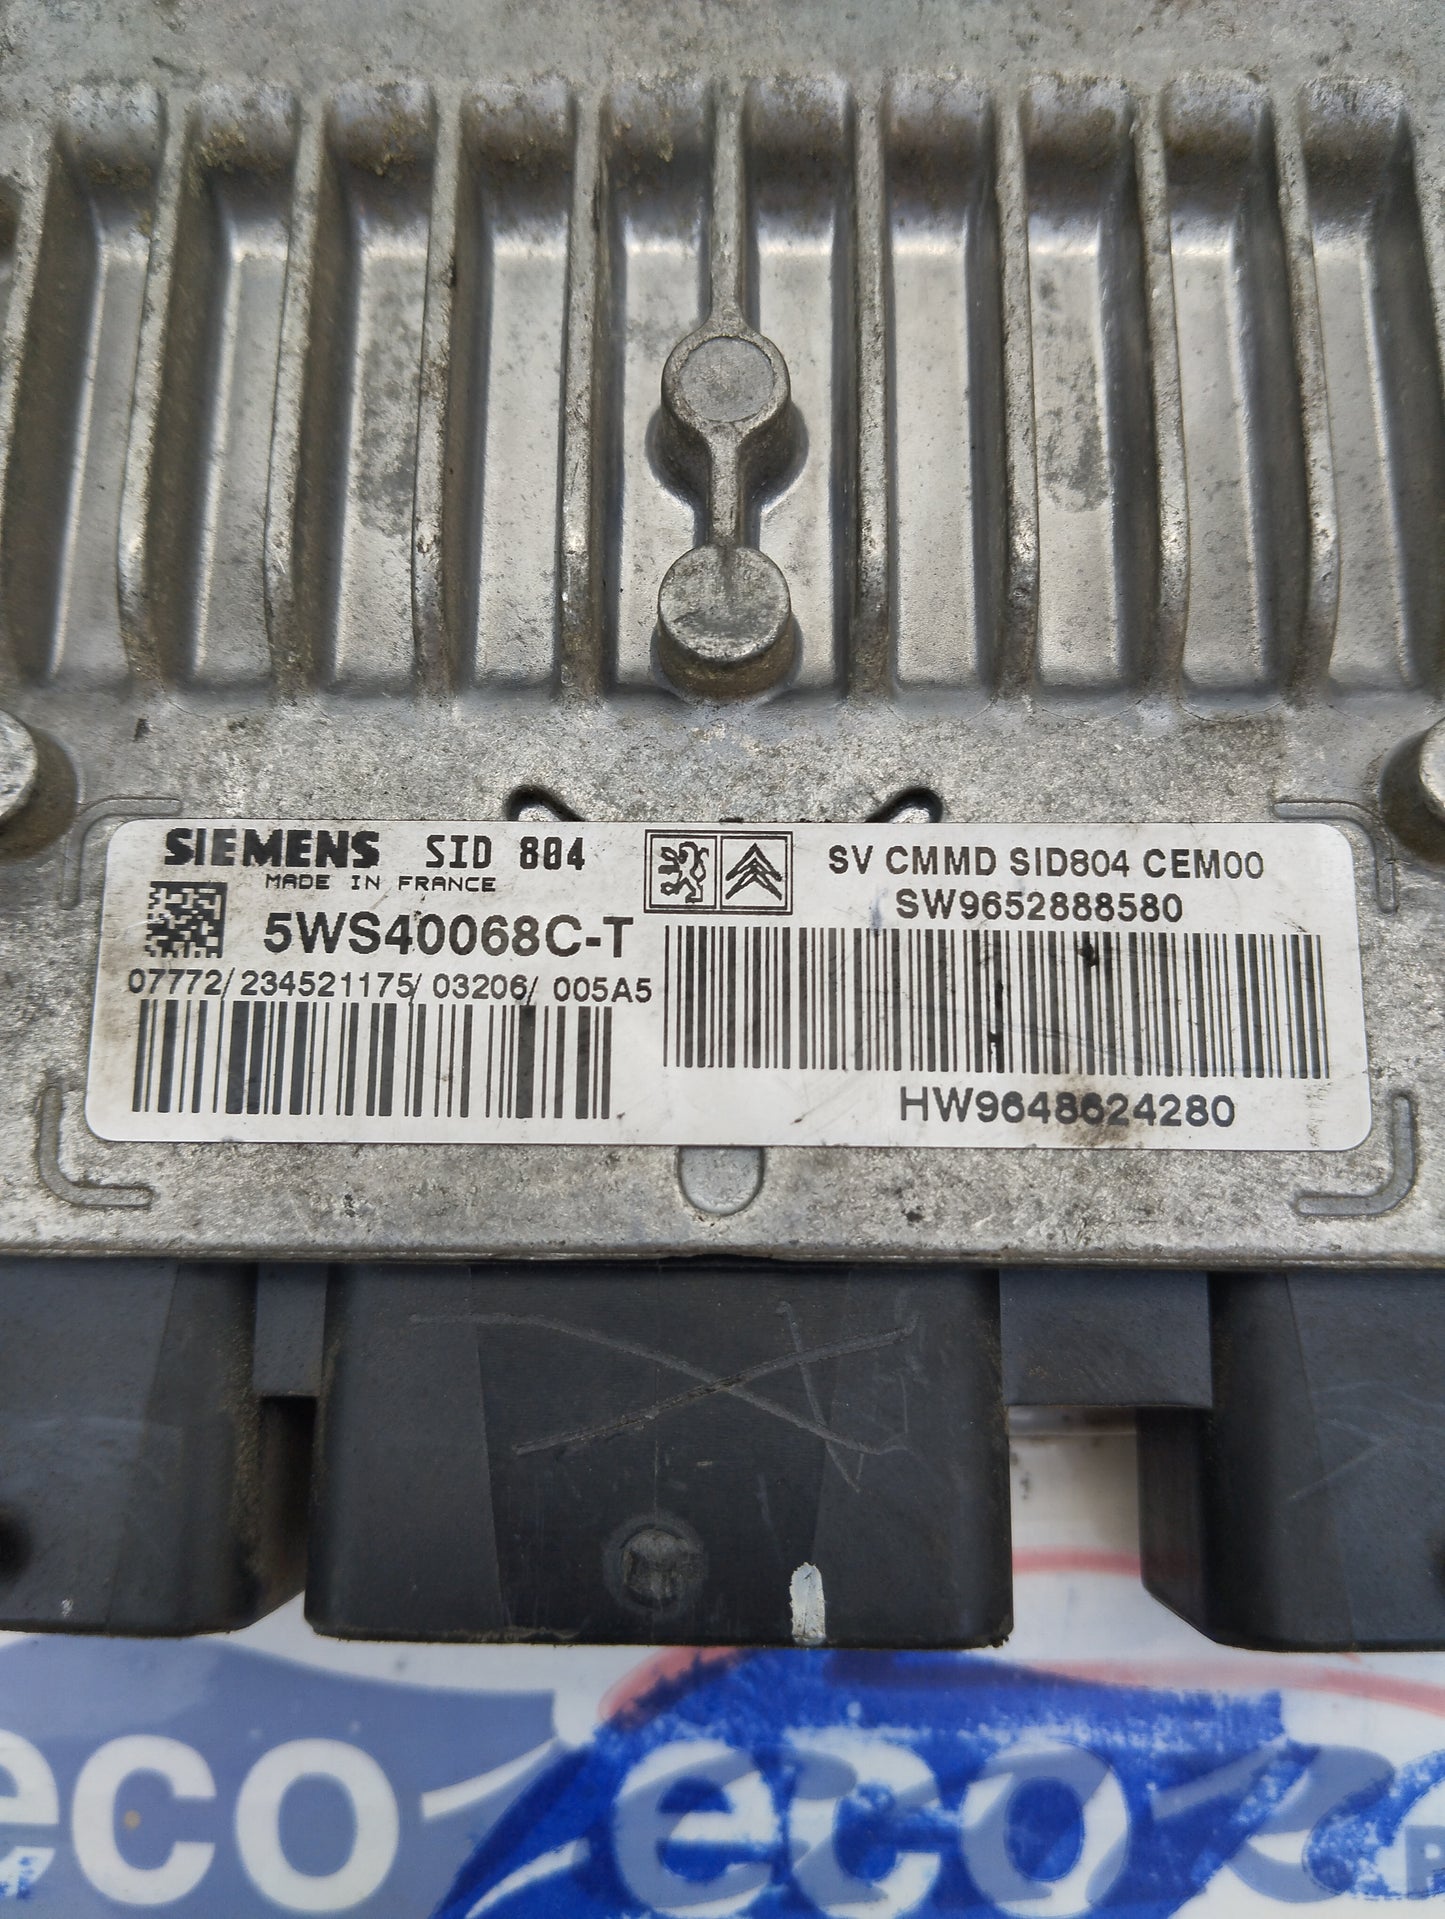 SIEMENS SID 804
MADE IN FRANCE
5WS40068C-T
07772/234521175/03206/005A5
SV CMMD SID804 CEM00
SW9652888580
HW9648624280
eco eco